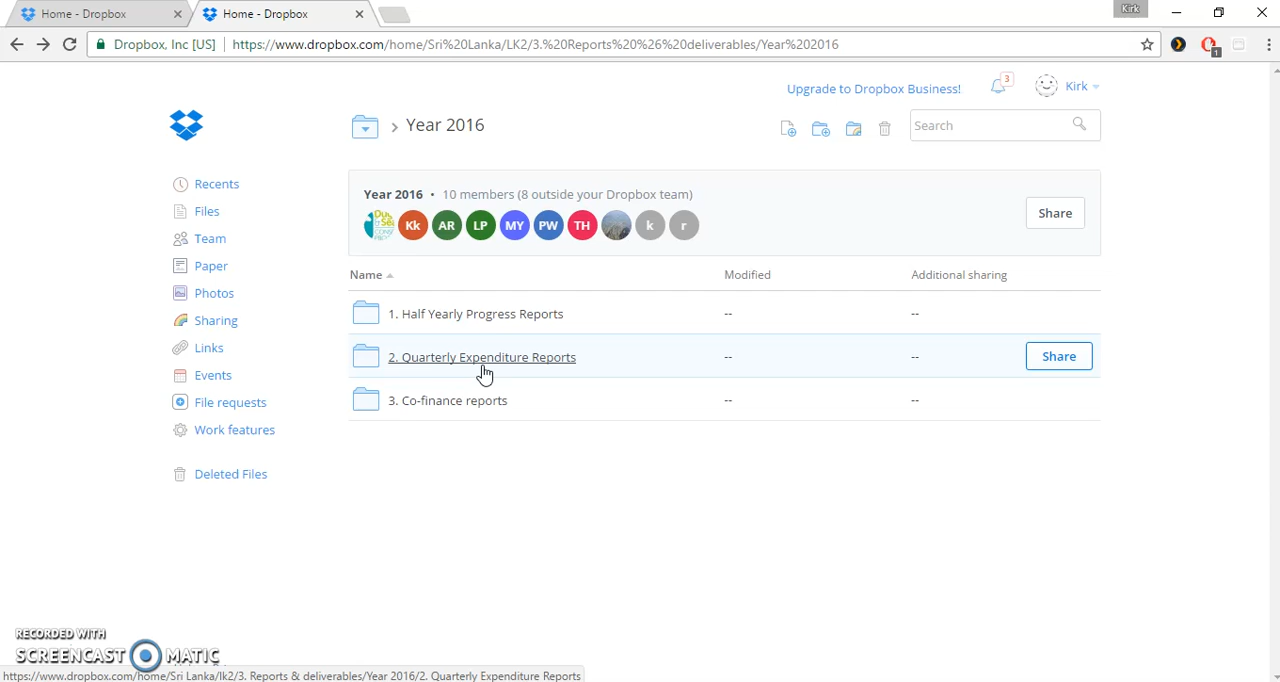 Home - Dropbox
Home - Dropbox
Kirk
Dropbox, Inc [US] https://www.dropbox.com/home/Sri%20Lanka/LK2/3.%20Reports%20%26%20deliverables/Year%202016
1
Upgrade to Dropbox Business!
3
Kirk
Year 2016
Search
Recents
Files
Team
Paper
Photos
Sharing
Links
Events
File requests
Work features
Deleted Files
Year 2016 • 10 members (8 outside your Dropbox team)
Kk AR LP MY PW TH k r
Share
Name Modified Additional sharing
1. Half Yearly Progress Reports -- --
2. Quarterly Expenditure Reports -- -- Share
3. Co-finance reports -- --
RECORDED WITH
SCREENCAST MATIC
https://www.dropbox.com/home/Sri Lanka/lk2/3. Reports & deliverables/Year 2016/2. Quarterly Expenditure Reports